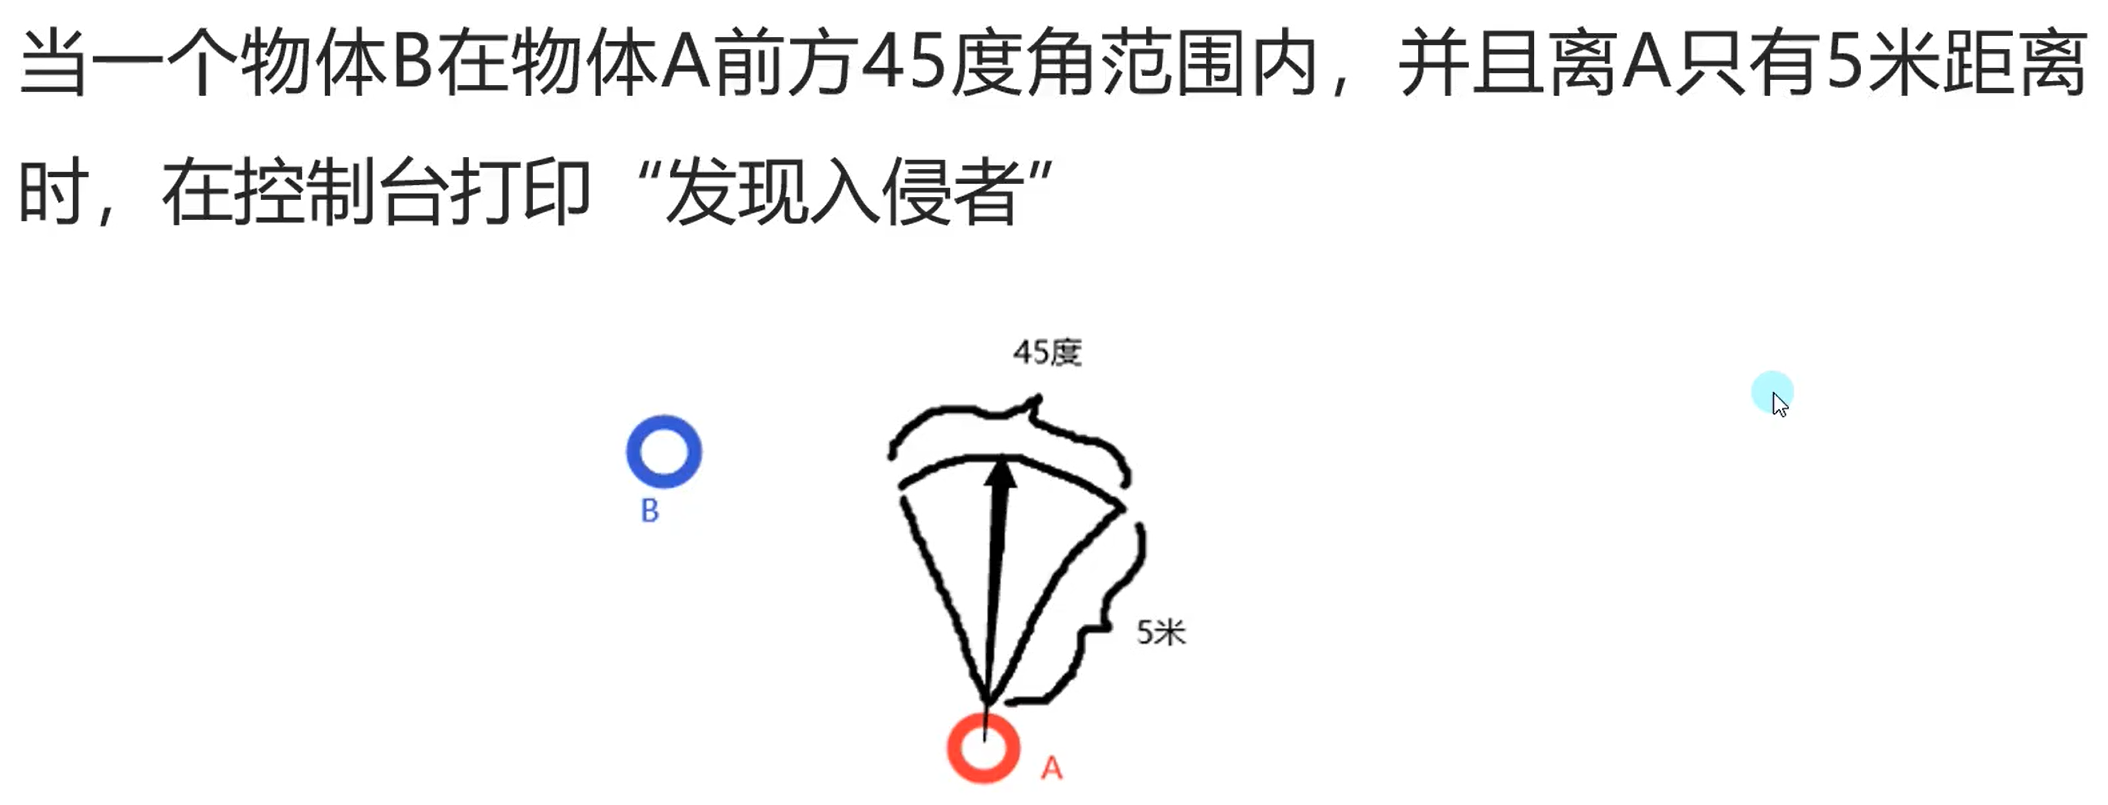 当一个物体B在物体A前方45度角范围内，并且离A只有5米距离
时，在控制台打印“发现入侵者”
45度
B
5米
A